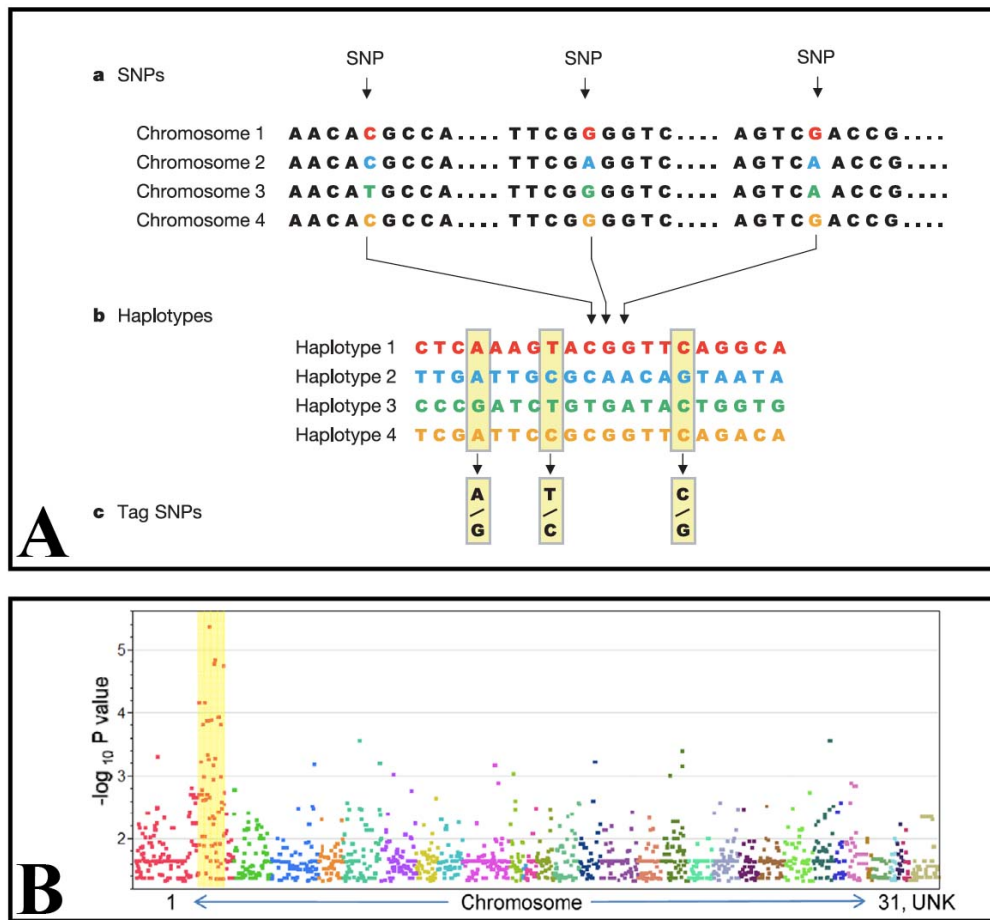 SNP SNP SNP
a SNPs
Chromosome 1 AACACGCCA.... TTCGGGGTC.... AGTCGACCG....
Chromosome 2 AACACGCCA.... TTCGAGGTC.... AGTCAACCG....
Chromosome 3 AACATGCCA.... TTCGGGGTC.... AGTCAACCG....
Chromosome 4 AACACGCCA.... TTCGGGGTC.... AGTCGACCG....
b Haplotypes
Haplotype 1 CTCAAAGTACGGTTCAGGCA
Haplotype 2 TTGATTGCGCAACAGTAATA
Haplotype 3 CCCGATCTGTGATACTGGTG
Haplotype 4 TCGATTCCGCGGTTCAGACA
A T C
/ / /
G C G
c Tag SNPs
A
-log 10 P value
5
4
3
2
B
1 Chromosome 31, UNK